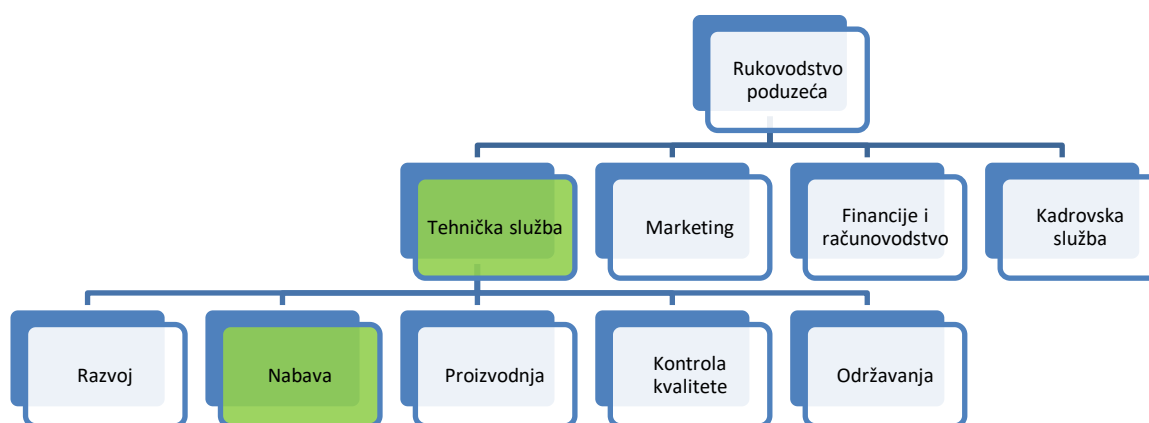 Rukovodstvo
poduzeća
Tehnička služba
Marketing
Financije i
računovodstvo
Kadrovska
služba
Razvoj
Nabava
Proizvodnja
Kontrola
kvalitete
Održavanja